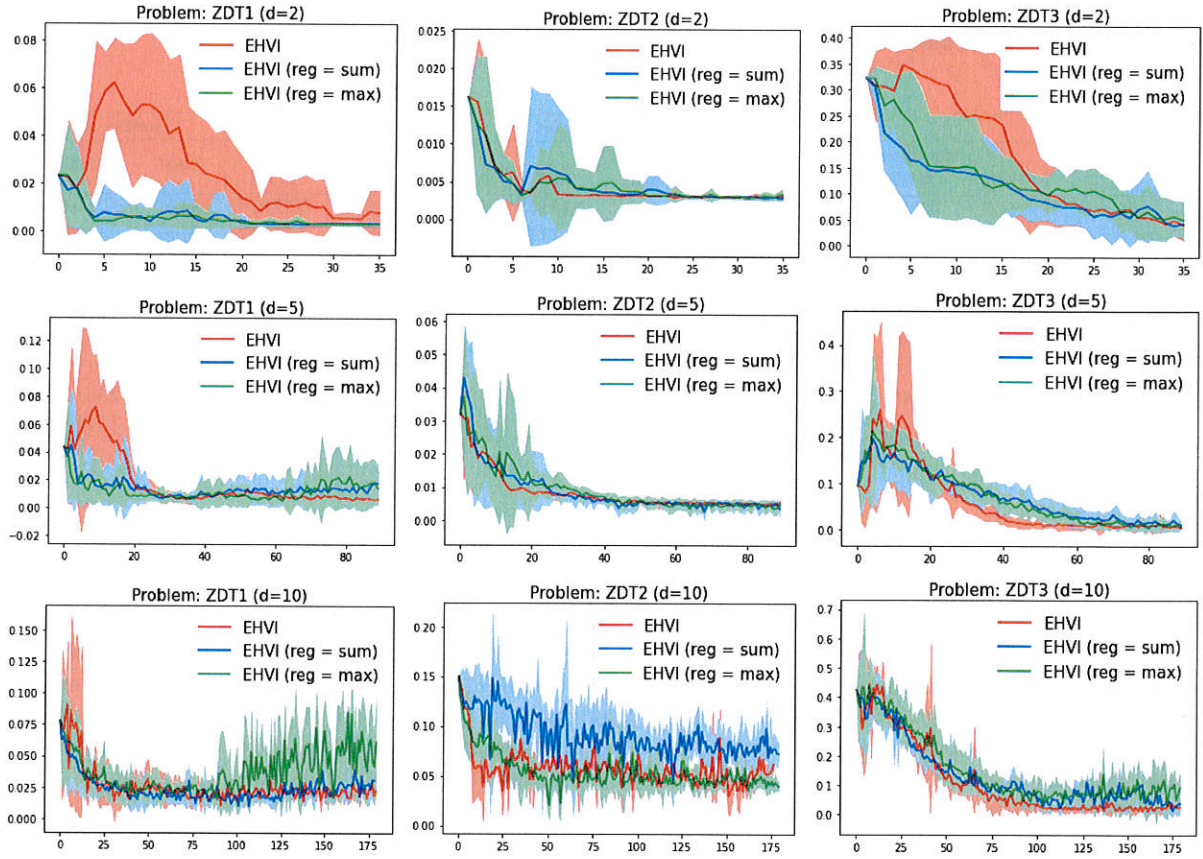 Problem: ZDT1 (d=2)
0.08
0.06
0.04
0.02
0.00
EHVI
EHVI (reg = sum)
EHVI (reg = max)
0 5 10 15 20 25 30 35
Problem: ZDT2 (d=2)
0.025
0.020
0.015
0.010
0.005
0.000
EHVI
EHVI (reg = sum)
EHVI (reg = max)
0 5 10 15 20 25 30 35
Problem: ZDT3 (d=2)
0.40
0.35
0.30
0.25
0.20
0.15
0.10
0.05
0.00
EHVI
EHVI (reg = sum)
EHVI (reg = max)
0 5 10 15 20 25 30 35
Problem: ZDT1 (d=5)
0.12
0.10
0.08
0.06
0.04
0.02
0.00
−0.02
EHVI
EHVI (reg = sum)
EHVI (reg = max)
0 20 40 60 80
Problem: ZDT2 (d=5)
0.06
0.05
0.04
0.03
0.02
0.01
0.00
EHVI
EHVI (reg = sum)
EHVI (reg = max)
0 20 40 60 80
Problem: ZDT3 (d=5)
0.4
0.3
0.2
0.1
0.0
EHVI
EHVI (reg = sum)
EHVI (reg = max)
0 20 40 60 80
Problem: ZDT1 (d=10)
0.150
0.125
0.100
0.075
0.050
0.025
0.000
EHVI
EHVI (reg = sum)
EHVI (reg = max)
0 25 50 75 100 125 150 175
Problem: ZDT2 (d=10)
0.20
0.15
0.10
0.05
0.00
EHVI
EHVI (reg = sum)
EHVI (reg = max)
0 25 50 75 100 125 150 175
Problem: ZDT3 (d=10)
0.7
0.6
0.5
0.4
0.3
0.2
0.1
0.0
EHVI
EHVI (reg = sum)
EHVI (reg = max)
0 25 50 75 100 125 150 175